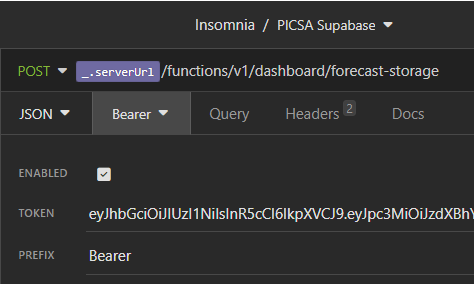 Insomnia / PICSA Supabase
POST _.serverUrl /functions/v1/dashboard/forecast-storage
JSON Bearer Query Headers 2 Docs
ENABLED
TOKEN eyJhbGciOiJIUzI1NiIsInR5cCI6IkpXVCJ9.eyJpc3MiOiJzdXBhY
PREFIX Bearer